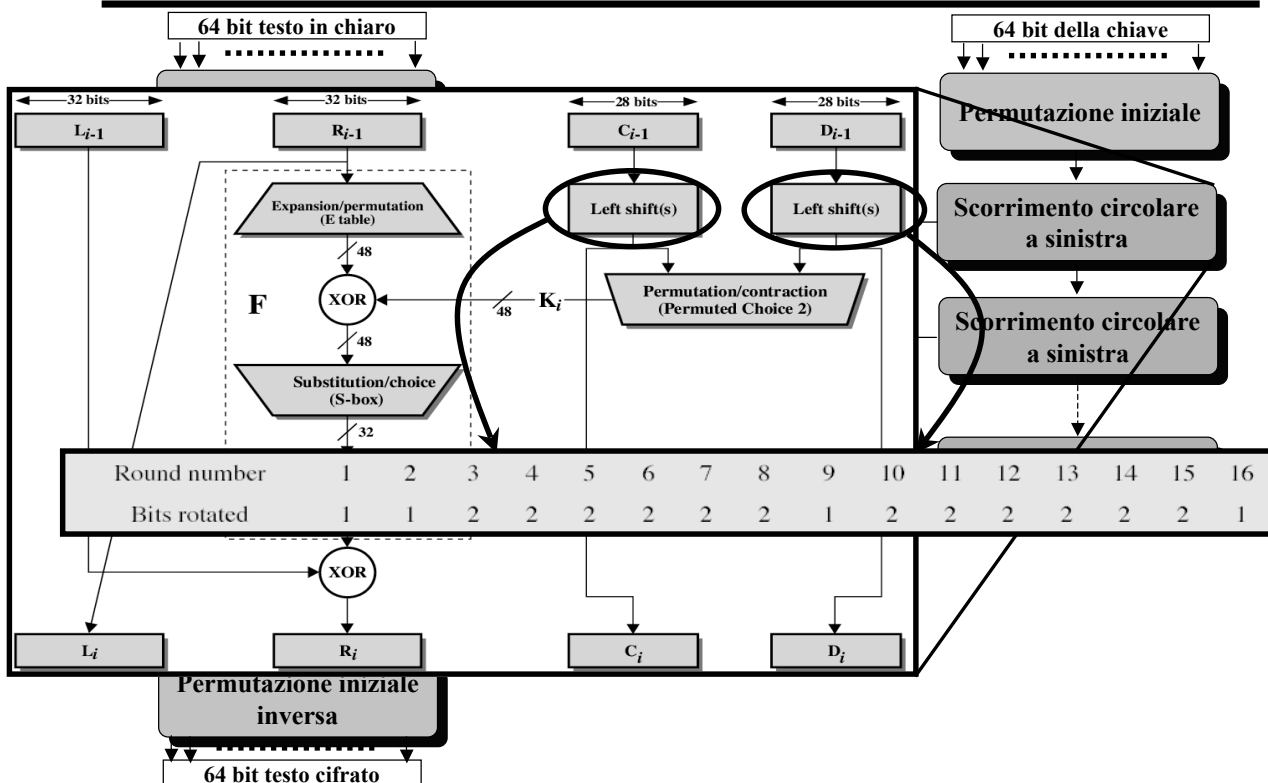 64 bit testo in chiaro
64 bit della chiave
32 bits
32 bits
28 bits
28 bits
Li-1
Ri-1
Ci-1
Di-1
Permutazione iniziale
Expansion/permutation
(E table)
Left shift(s)
Left shift(s)
Scorrimento circolare
a sinistra
48
F
XOR
48
Ki
Permutation/contraction
(Permuted Choice 2)
Scorrimento circolare
a sinistra
48
Substitution/choice
(S-box)
32
Round number 1 2 3 4 5 6 7 8 9 10 11 12 13 14 15 16
Bits rotated 1 1 2 2 2 2 2 2 1 2 2 2 2 2 2 1
XOR
Li
Ri
Ci
Di
Permutazione iniziale
inversa
64 bit testo cifrato